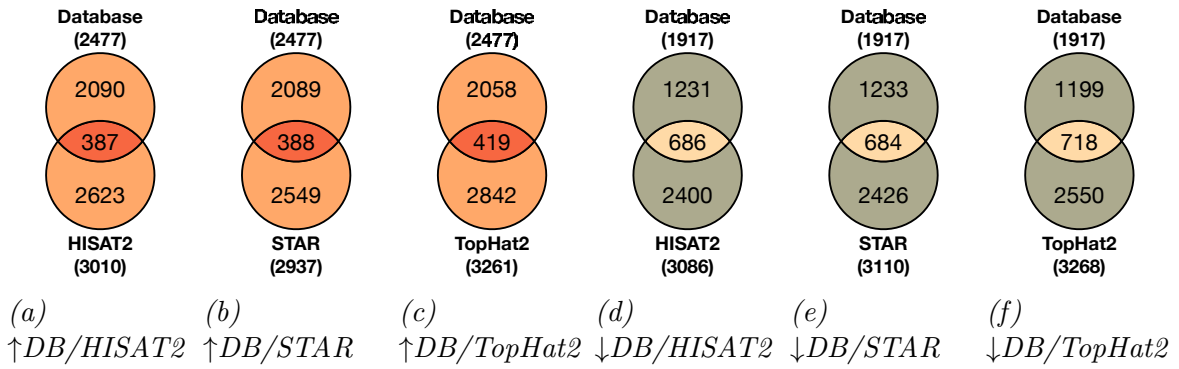 Database
(2477)
2090
387
2623
HISAT2
(3010)
(a)
↑DB/HISAT2
Database
(2477)
2089
388
2549
STAR
(2937)
(b)
↑DB/STAR
Database
(2477)
2058
419
2842
TopHat2
(3261)
(c)
↑DB/TopHat2
Database
(1917)
1231
686
2400
HISAT2
(3086)
(d)
↓DB/HISAT2
Database
(1917)
1233
684
2426
STAR
(3110)
(e)
↓DB/STAR
Database
(1917)
1199
718
2550
TopHat2
(3268)
(f)
↓DB/TopHat2